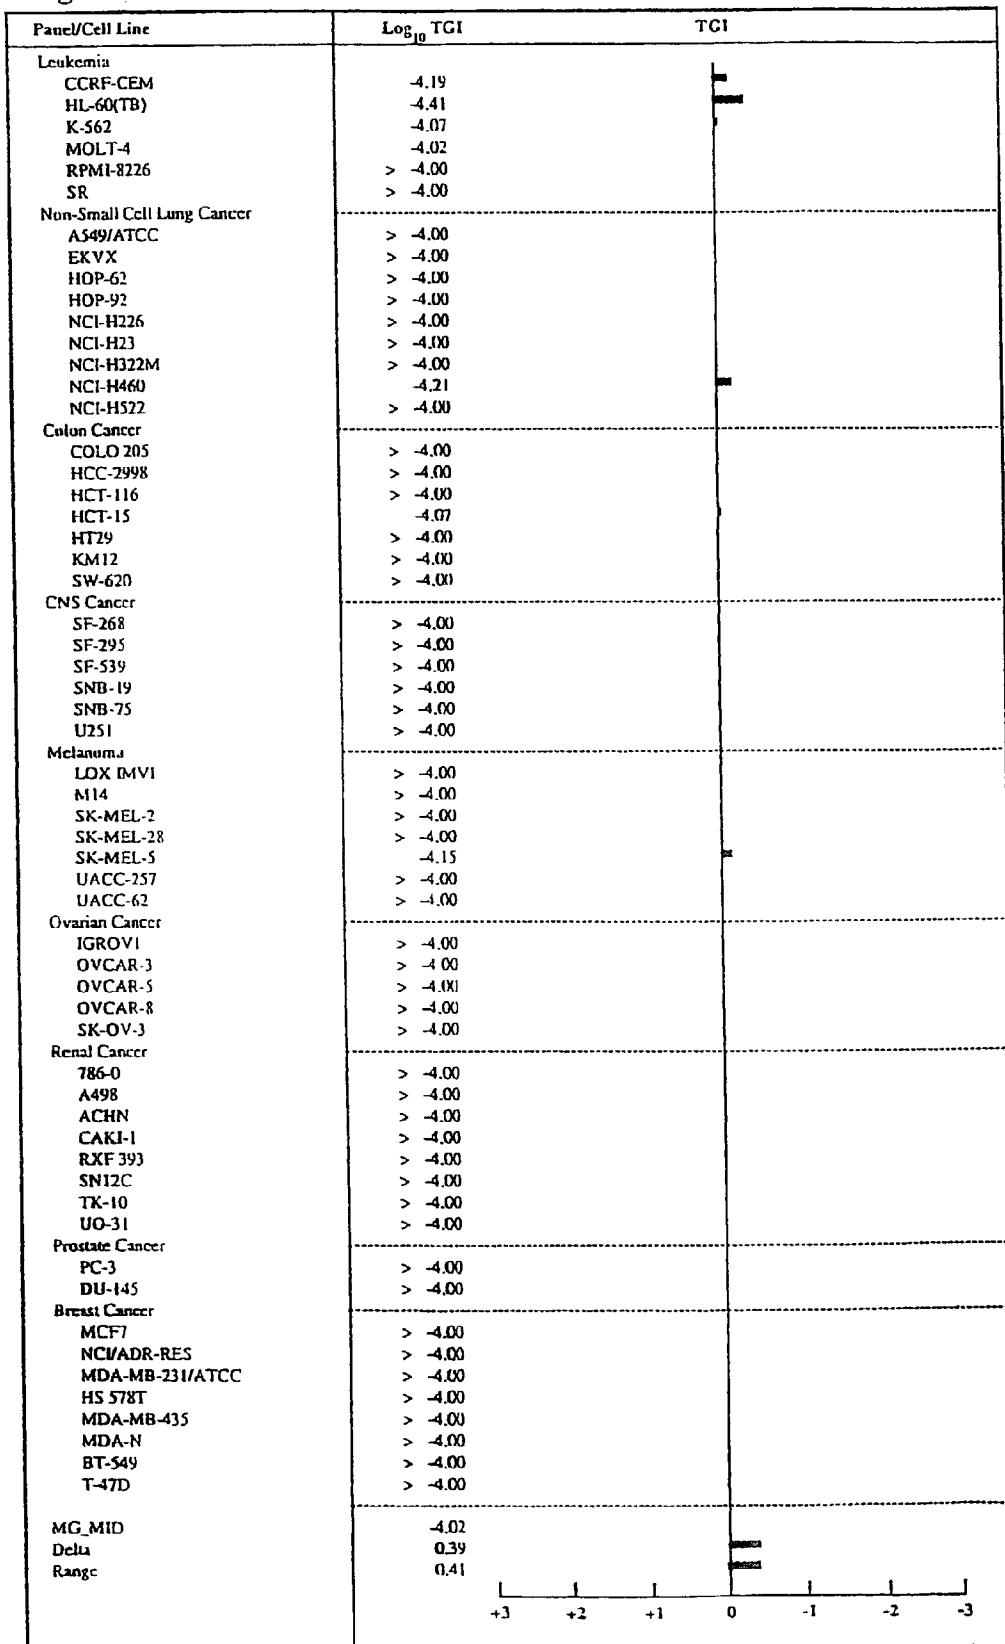 Panel/Cell Line Log10 TGI TGI
Leukemia
CCRF-CEM -4.19
HL-60(TB) -4.41
K-562 -4.07
MOLT-4 -4.02
RPMI-8226 > -4.00
SR > -4.00
Non-Small Cell Lung Cancer
A549/ATCC > -4.00
EKVX > -4.00
HOP-62 > -4.00
HOP-92 > -4.00
NCI-H226 > -4.00
NCI-H23 > -4.00
NCI-H322M > -4.00
NCI-H460 -4.21
NCI-H522 > -4.00
Colon Cancer
COLO 205 > -4.00
HCC-2998 > -4.00
HCT-116 > -4.00
HCT-15 -4.07
HT29 > -4.00
KM12 > -4.00
SW-620 > -4.00
CNS Cancer
SF-268 > -4.00
SF-295 > -4.00
SF-539 > -4.00
SNB-19 > -4.00
SNB-75 > -4.00
U251 > -4.00
Melanoma
LOX IMVI > -4.00
M14 > -4.00
SK-MEL-2 > -4.00
SK-MEL-28 > -4.00
SK-MEL-5 -4.15
UACC-257 > -4.00
UACC-62 > -4.00
Ovarian Cancer
IGROV1 > -4.00
OVCAR-3 > -4.00
OVCAR-5 > -4.00
OVCAR-8 > -4.00
SK-OV-3 > -4.00
Renal Cancer
786-0 > -4.00
A498 > -4.00
ACHN > -4.00
CAKI-1 > -4.00
RXF 393 > -4.00
SN12C > -4.00
TK-10 > -4.00
UO-31 > -4.00
Prostate Cancer
PC-3 > -4.00
DU-145 > -4.00
Breast Cancer
MCF7 > -4.00
NCI/ADR-RES > -4.00
MDA-MB-231/ATCC > -4.00
HS 578T > -4.00
MDA-MB-435 > -4.00
MDA-N > -4.00
BT-549 > -4.00
T-47D > -4.00
MG_MID -4.02
Delta 0.39
Range 0.41
+3 +2 +1 0 -1 -2 -3